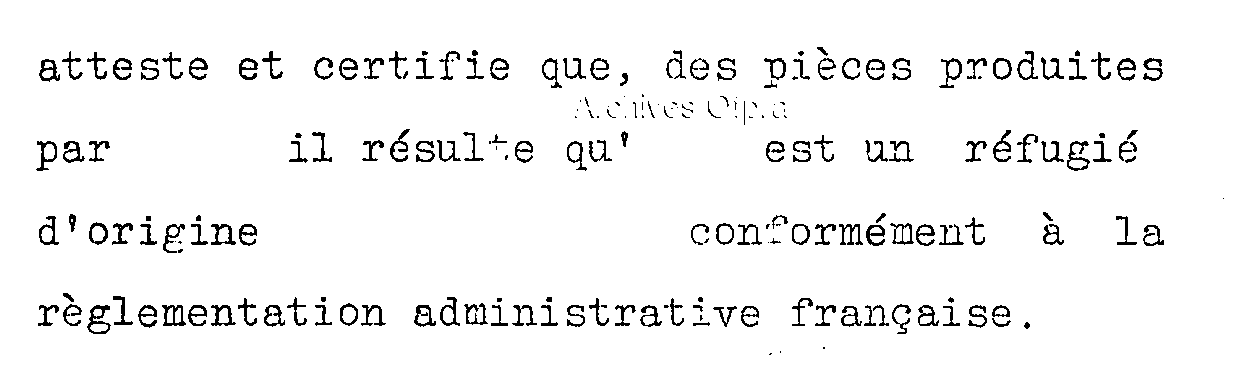 atteste et certifie que, des pièces produites
Archives Ofpra
par il résulte qu' est un réfugié
d'origine conformément à la
règlementation administrative française.